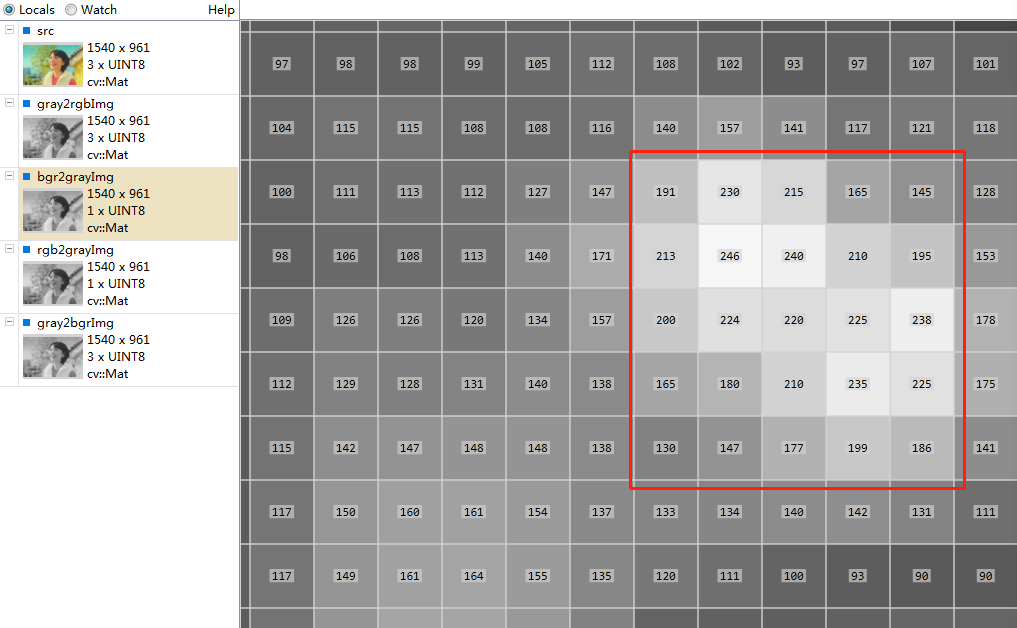 Locals Watch Help
src
1540 x 961
3 x UINT8
cv::Mat
gray2rgbImg
1540 x 961
3 x UINT8
cv::Mat
bgr2grayImg
1540 x 961
1 x UINT8
cv::Mat
rgb2grayImg
1540 x 961
1 x UINT8
cv::Mat
gray2bgrImg
1540 x 961
3 x UINT8
cv::Mat
97 98 98 99 105 112 108 102 93 97 107 101
104 115 115 108 108 116 140 157 141 117 121 118
100 111 113 112 127 147 191 230 215 165 145 128
98 106 108 113 140 171 213 246 240 210 195 153
109 126 126 120 134 157 200 224 220 225 238 178
112 129 128 131 140 138 165 180 210 235 225 175
115 142 147 148 148 138 130 147 177 199 186 141
117 150 160 161 154 137 133 134 140 142 131 111
117 149 161 164 155 135 120 111 100 93 90 90